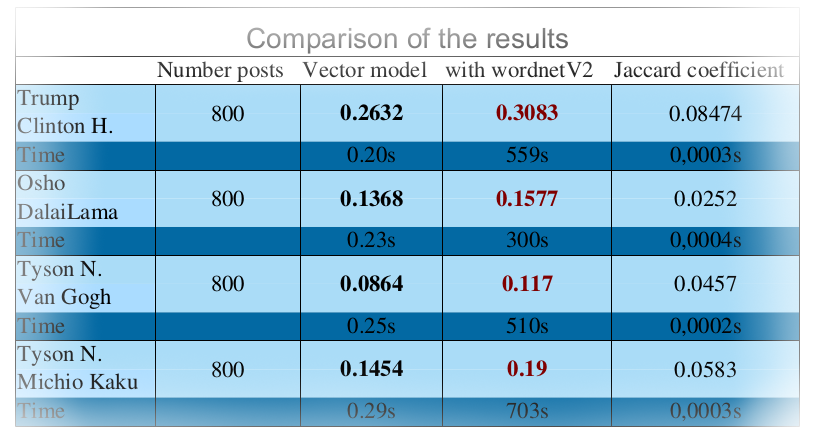 Comparison of the results
Number posts Vector model with wordnetV2 Jaccard coefficient
Trump
Clinton H. 800 0.2632 0.3083 0.08474
Time 0.20s 559s 0,0003s
Osho
DalaiLama 800 0.1368 0.1577 0.0252
Time 0.23s 300s 0,0004s
Tyson N.
Van Gogh 800 0.0864 0.117 0.0457
Time 0.25s 510s 0,0002s
Tyson N.
Michio Kaku 800 0.1454 0.19 0.0583
Time 0.29s 703s 0,0003s